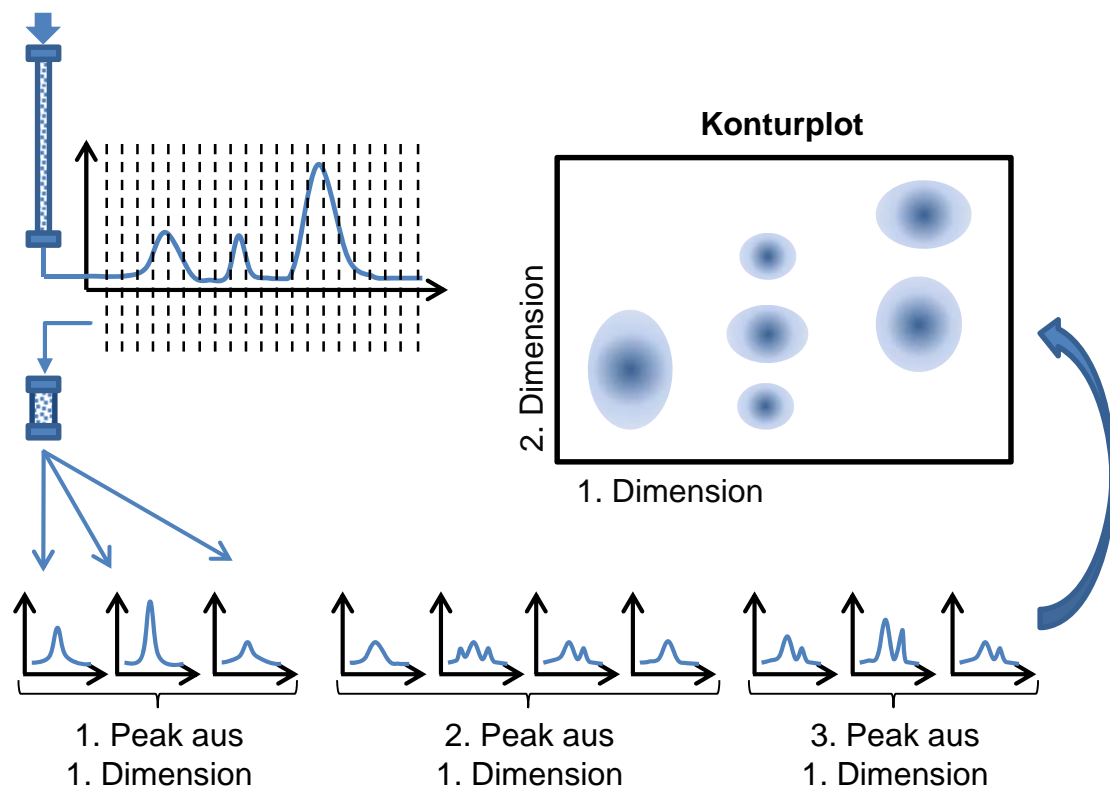 Konturplot
2. Dimension
1. Dimension
1. Peak aus
1. Dimension
2. Peak aus
1. Dimension
3. Peak aus
1. Dimension